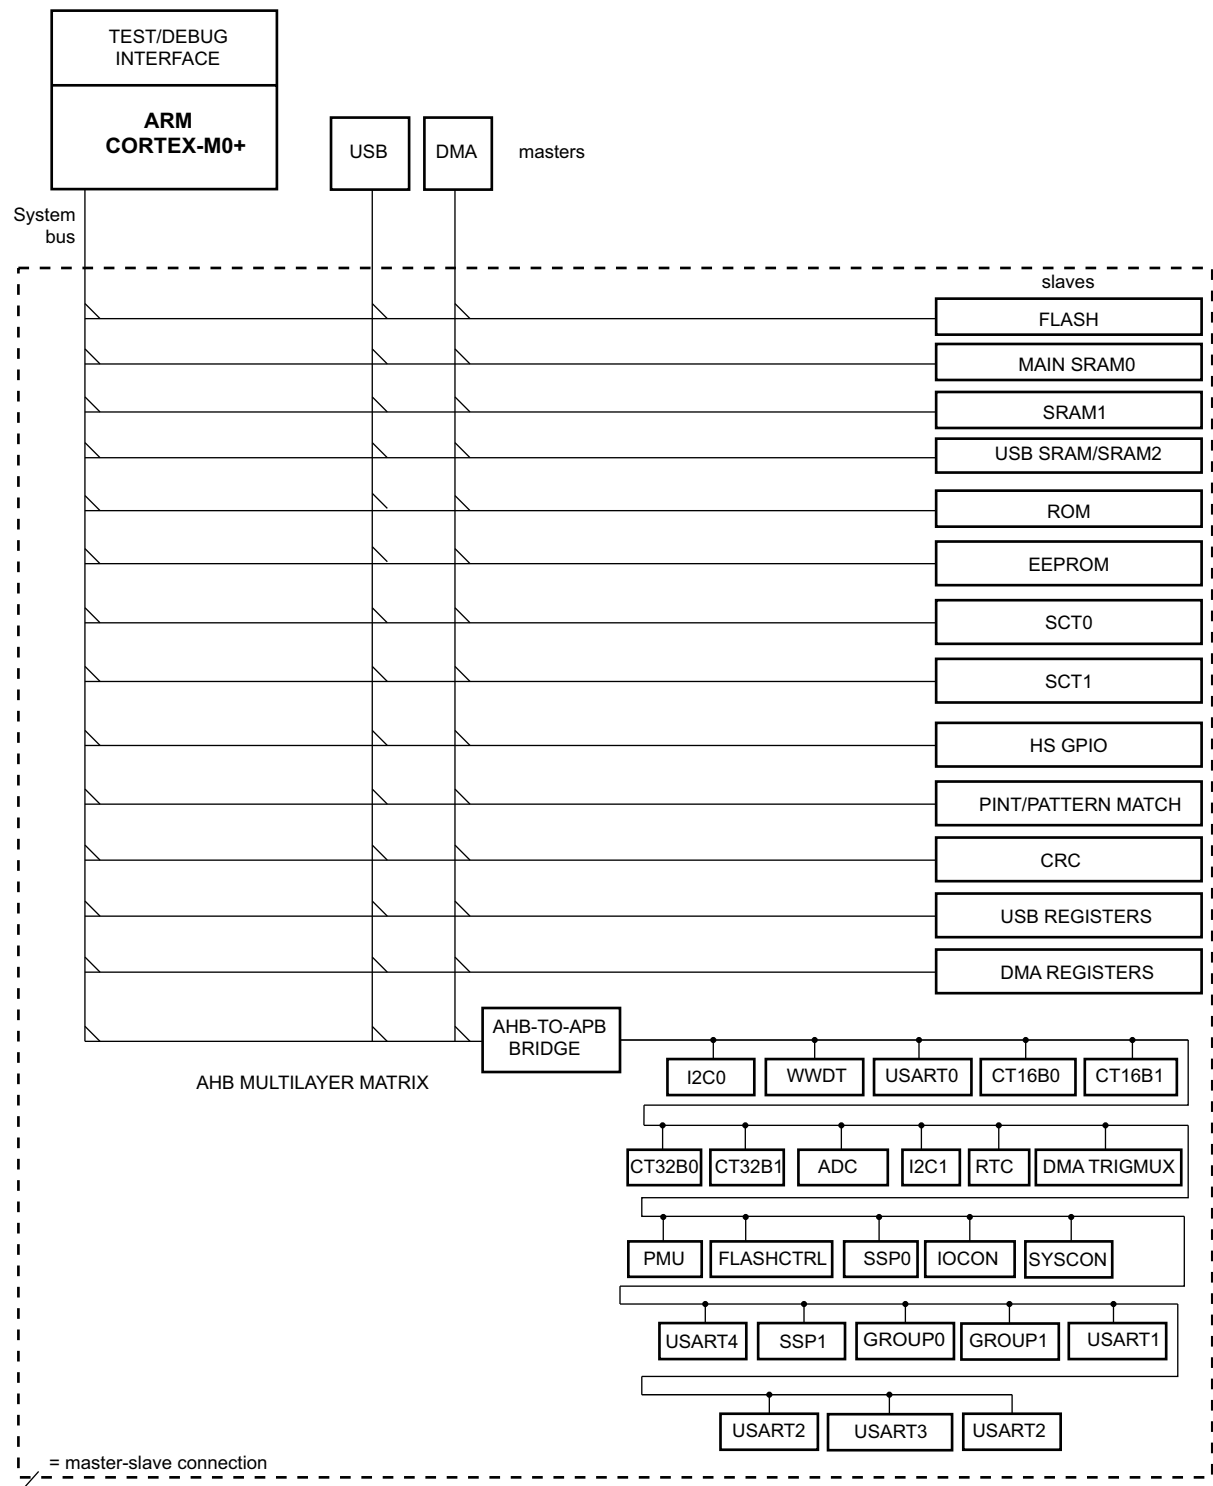 TEST/DEBUG
INTERFACE
ARM
CORTEX-M0+
USB
DMA
masters
System
bus
slaves
FLASH
MAIN SRAM0
SRAM1
USB SRAM/SRAM2
ROM
EEPROM
SCT0
SCT1
HS GPIO
PINT/PATTERN MATCH
CRC
USB REGISTERS
DMA REGISTERS
AHB-TO-APB
BRIDGE
AHB MULTILAYER MATRIX
I2C0
WWDT
USART0
CT16B0
CT16B1
CT32B0
CT32B1
ADC
I2C1
RTC
DMA TRIGMUX
PMU
FLASHCTRL
SSP0
IOCON
SYSCON
USART4
SSP1
GROUP0
GROUP1
USART1
USART2
USART3
USART2
= master-slave connection